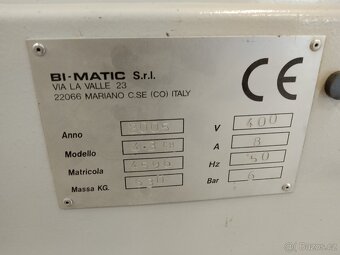 BI-MATIC S.r.l.
VIA LA VALLE 23
22066 MARIANO C.SE (CO) ITALY
CE
Anno 2005 V 400
Modello A 8
Matricola Hz 50
Massa KG. Bar 6